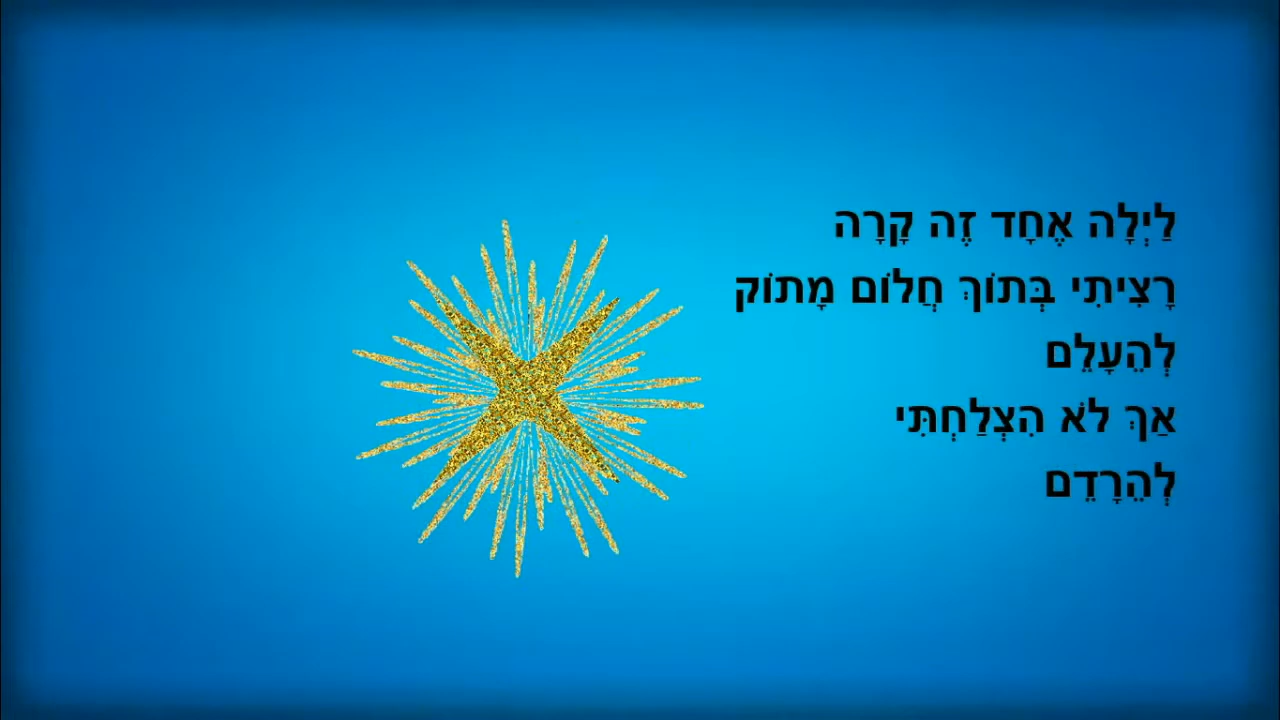 לַיְלָה אֶחָד זֶה קָרָה
רָצִיתִי בְּתוֹךְ חֲלוֹם מָתוֹק
לְהֵעָלֵם
אַךְ לֹא הִצְלַחְתִּי
לְהֵרָדֵם